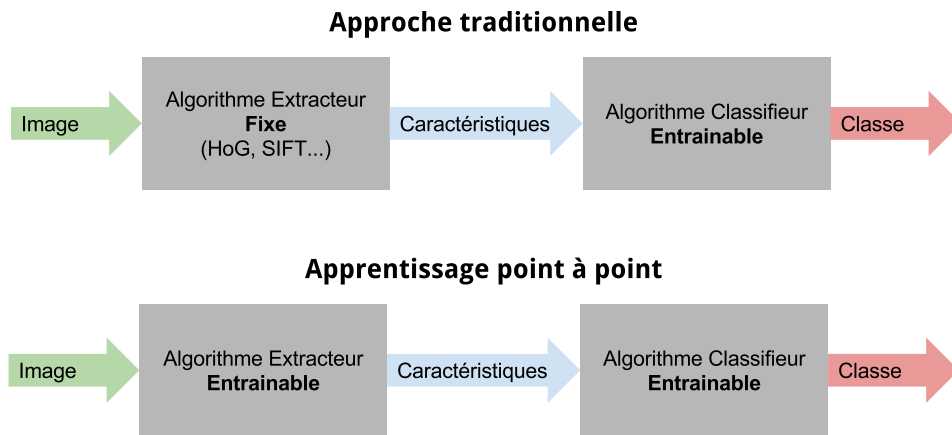 Approche traditionnelle
Image
Algorithme Extracteur
Fixe
(HoG, SIFT...)
Caractéristiques
Algorithme Classifieur
Entrainable
Classe
Apprentissage point à point
Image
Algorithme Extracteur
Entrainable
Caractéristiques
Algorithme Classifieur
Entrainable
Classe